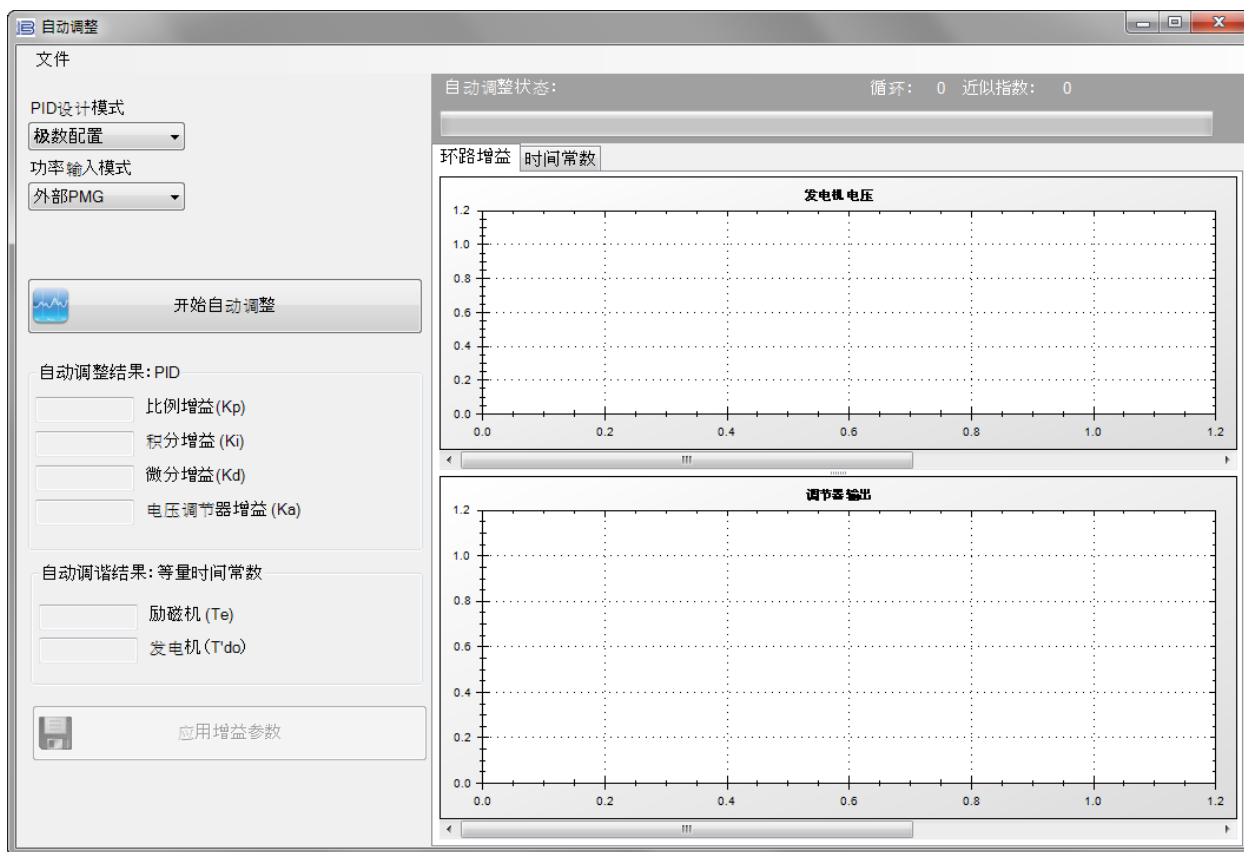 自动调整
文件
PID设计模式
极数配置
功率输入模式
外部PMG
开始自动调整
自动调整结果:PID
比例增益(Kp)
积分增益(Ki)
微分增益(Kd)
电压调节器增益(Ka)
自动调谐结果:等量时间常数
励磁机(Te)
发电机(T'do)
应用增益参数
自动调整状态: 循环: 0 近似指数: 0
环路增益 时间常数
发电机电压
1.2
1.0
0.8
0.6
0.4
0.2
0.0
0.0 0.2 0.4 0.6 0.8 1.0 1.2
调节器输出
1.2
1.0
0.8
0.6
0.4
0.2
0.0
0.0 0.2 0.4 0.6 0.8 1.0 1.2